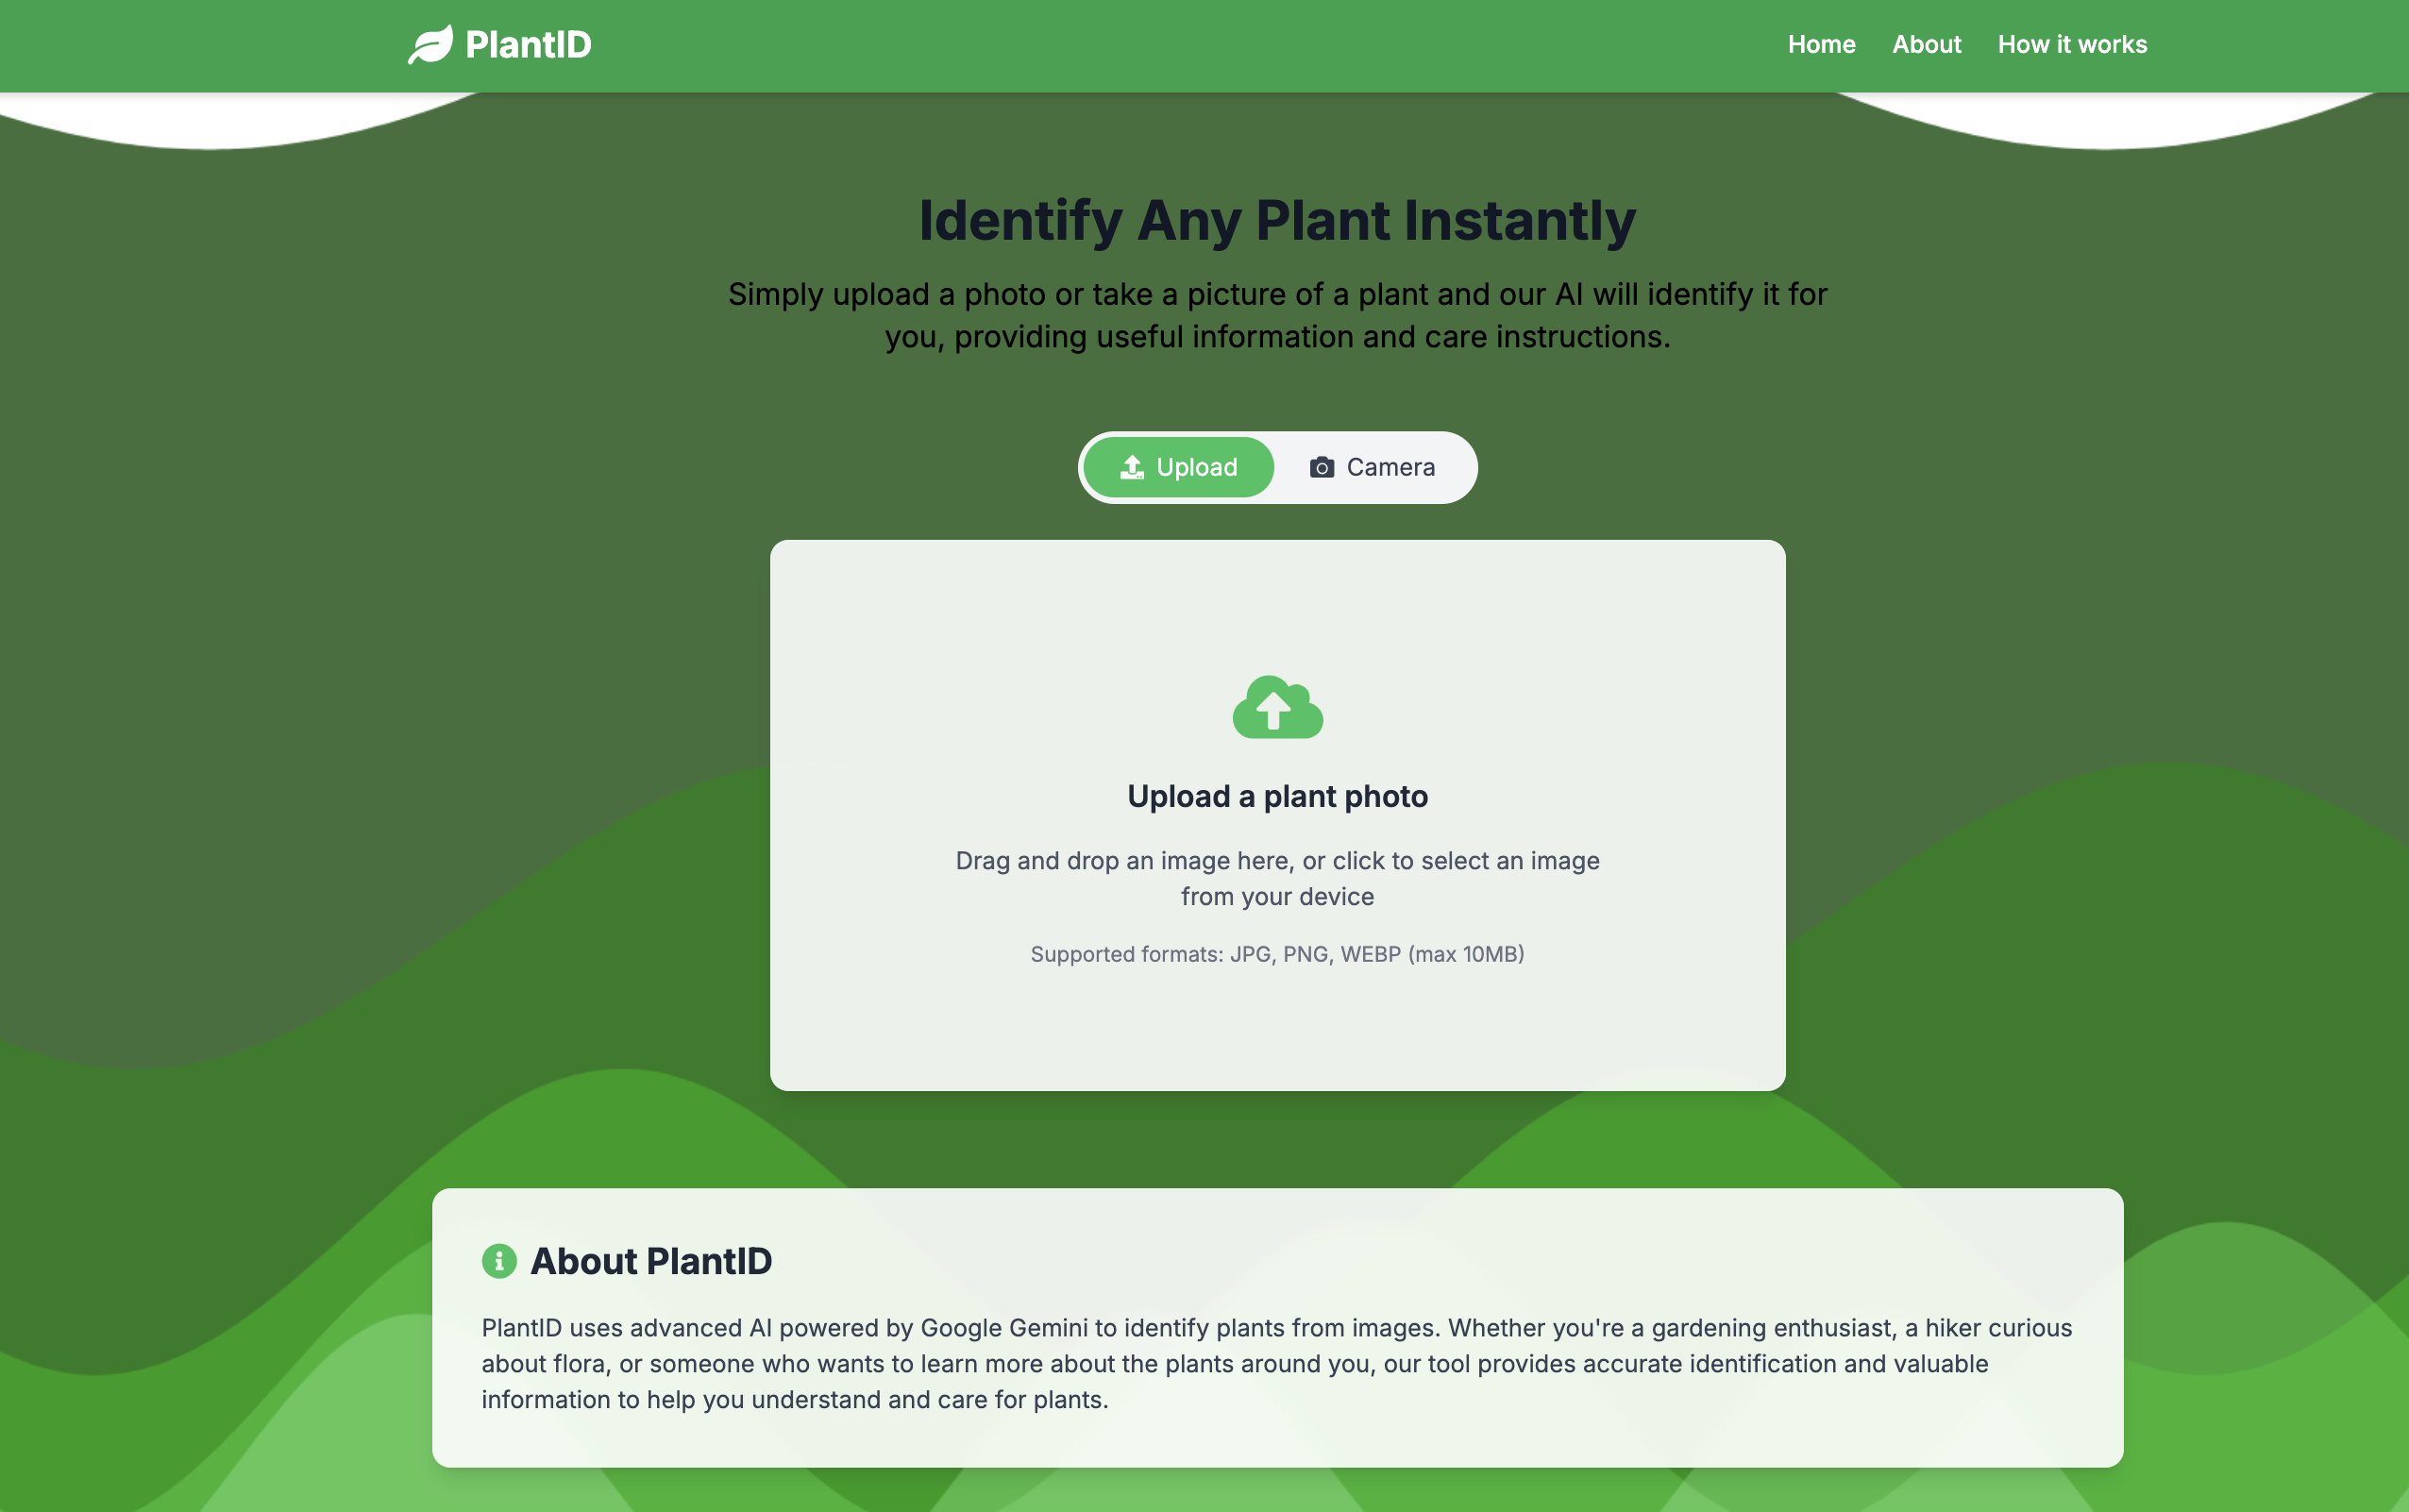 PlantID
Home About How it works
Identify Any Plant Instantly
Simply upload a photo or take a picture of a plant and our AI will identify it for
you, providing useful information and care instructions.
Upload Camera
Upload a plant photo
Drag and drop an image here, or click to select an image
from your device
Supported formats: JPG, PNG, WEBP (max 10MB)
About PlantID
PlantID uses advanced AI powered by Google Gemini to identify plants from images. Whether you're a gardening enthusiast, a hiker curious
about flora, or someone who wants to learn more about the plants around you, our tool provides accurate identification and valuable
information to help you understand and care for plants.